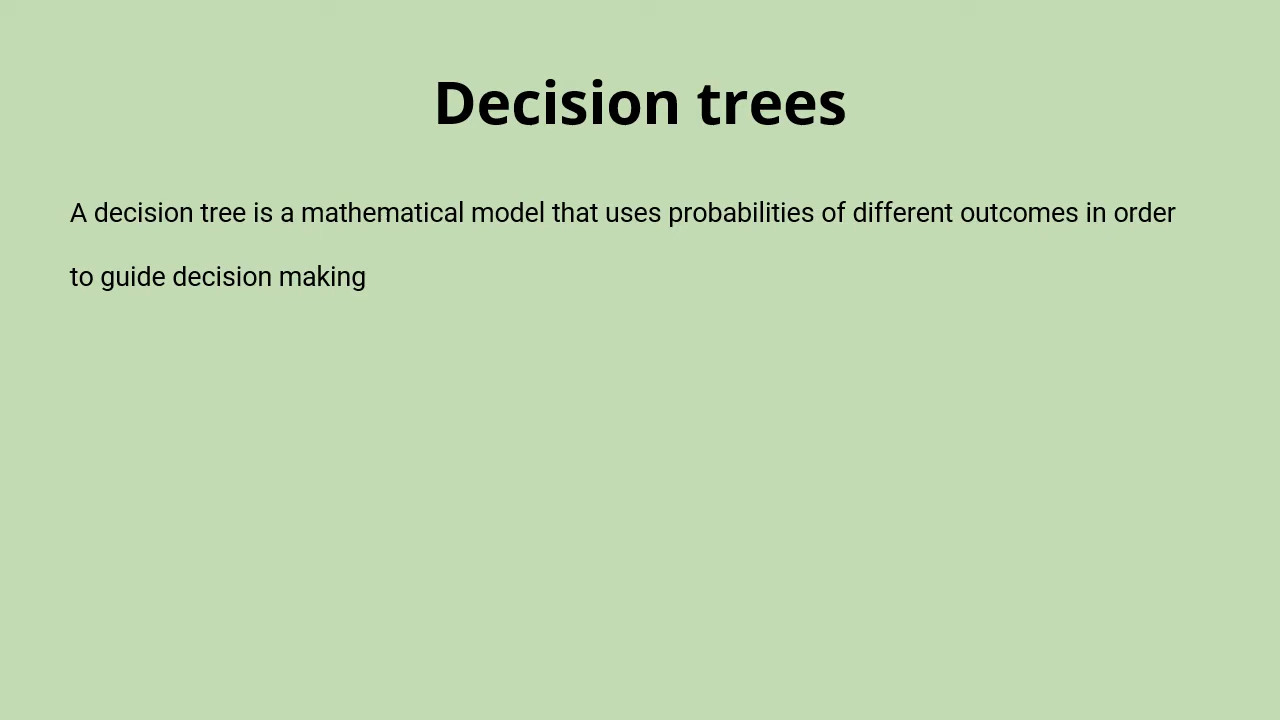 Decision trees
A decision tree is a mathematical model that uses probabilities of different outcomes in order
to guide decision making